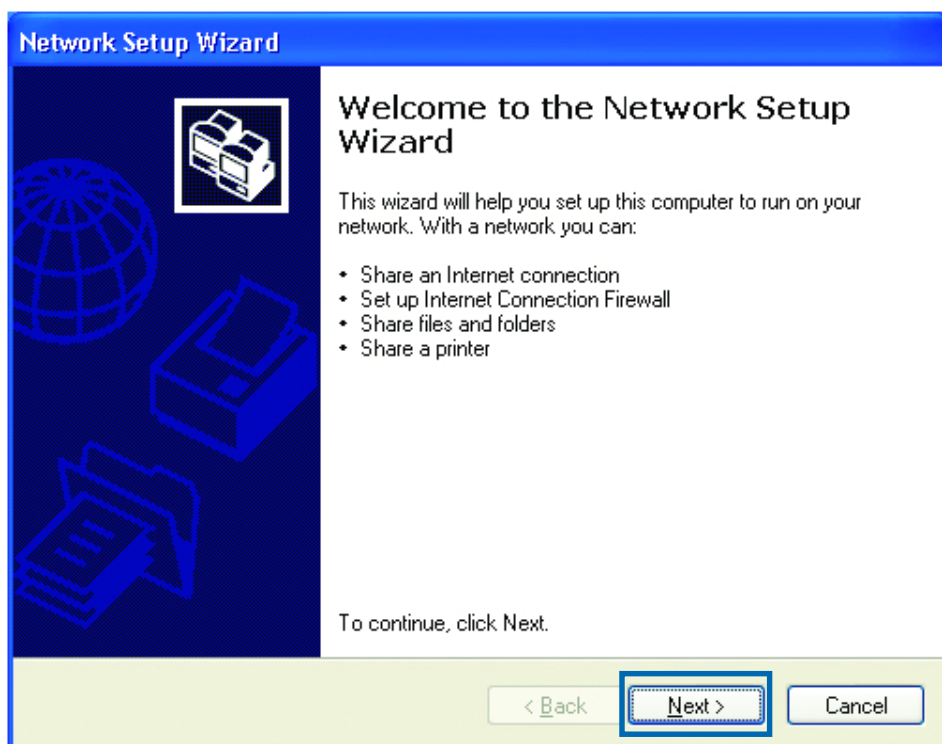 Network Setup Wizard
Welcome to the Network Setup
Wizard
This wizard will help you set up this computer to run on your
network. With a network you can:
• Share an Internet connection
• Set up Internet Connection Firewall
• Share files and folders
• Share a printer
To continue, click Next.
< Back Next > Cancel